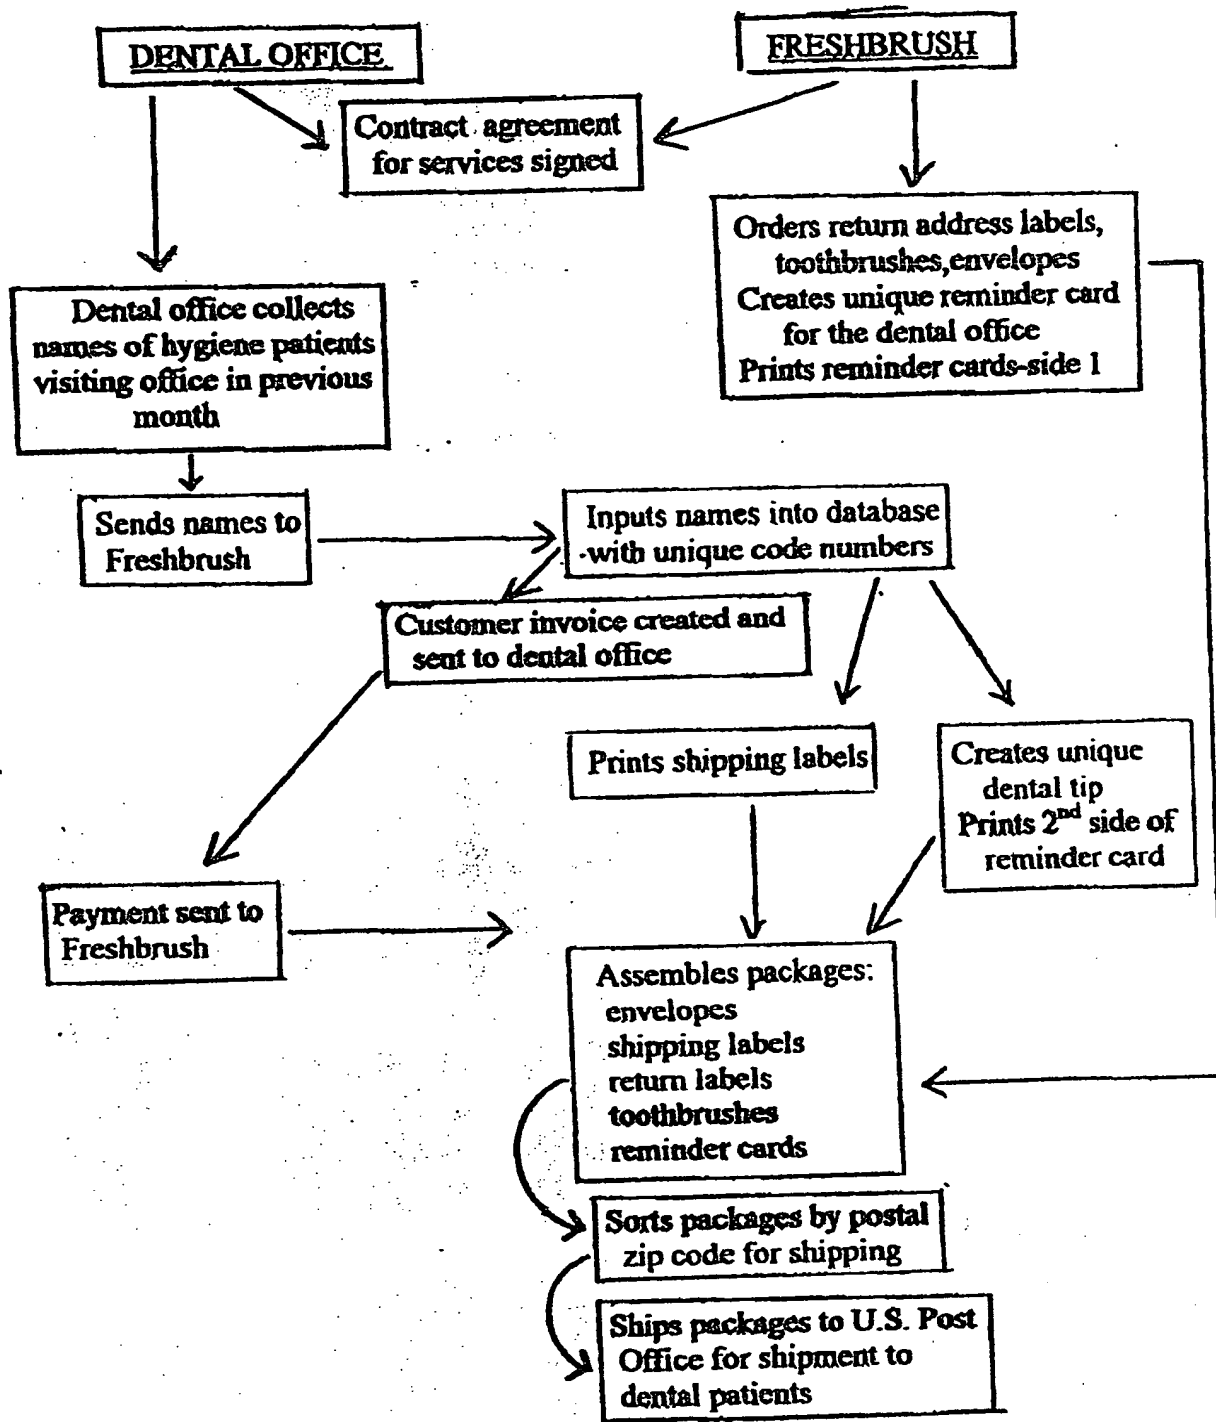 DENTAL OFFICE
FRESHBRUSH
Contract agreement
for services signed
Orders return address labels,
toothbrushes,envelopes
Creates unique reminder card
for the dental office
Prints reminder cards-side 1
Dental office collects
names of hygiene patients
visiting office in previous
month
Sends names to
Freshbrush
Inputs names into database
with unique code numbers
Customer invoice created and
sent to dental office
Prints shipping labels
Creates unique
dental tip
Prints 2nd side of
reminder card
Payment sent to
Freshbrush
Assembles packages:
envelopes
shipping labels
return labels
toothbrushes
reminder cards
Sorts packages by postal
zip code for shipping
Ships packages to U.S. Post
Office for shipment to
dental patients